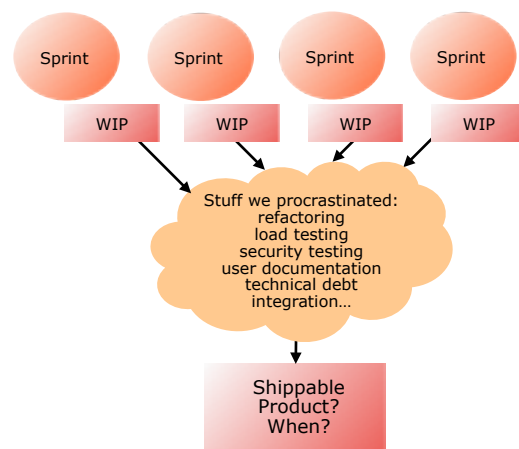 Sprint
Sprint
Sprint
Sprint
WIP
WIP
WIP
WIP
Stuff we procrastinated:
refactoring
load testing
security testing
user documentation
technical debt
integration...
Shippable
Product?
When?